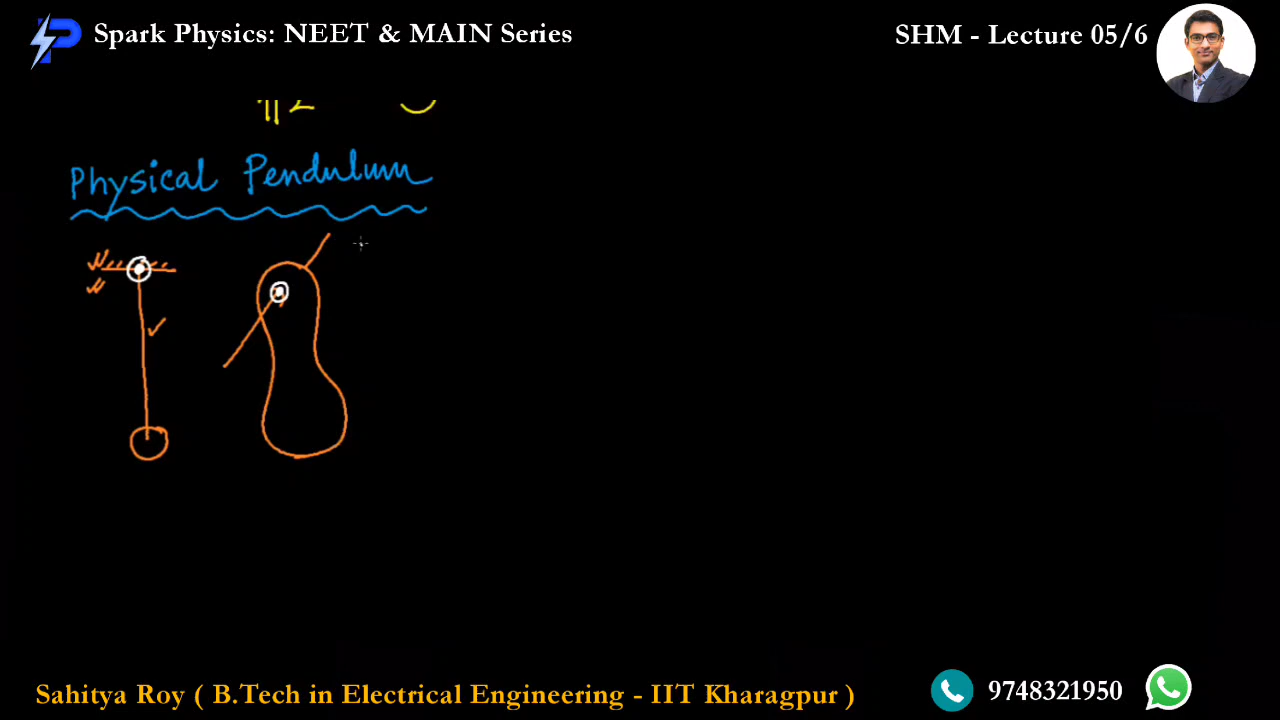 Spark Physics: NEET & MAIN Series
SHM - Lecture 05/6
Physical Pendulum
Sahitya Roy ( B.Tech in Electrical Engineering - IIT Kharagpur )
9748321950